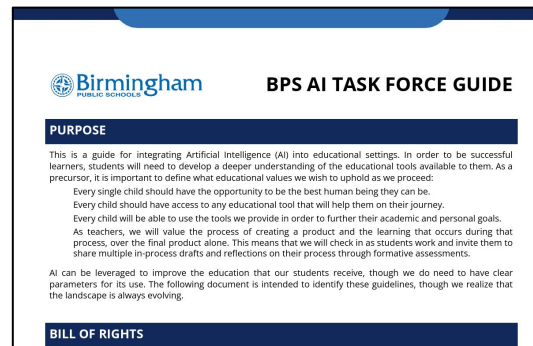 Birmingham
PUBLIC SCHOOLS
BPS AI TASK FORCE GUIDE
PURPOSE
This is a guide for integrating Artificial Intelligence (AI) into educational settings. In order to be successful
learners, students will need to develop a deeper understanding of the educational tools available to them. As a
precursor, it is important to define what educational values we wish to uphold as we proceed:
Every single child should have the opportunity to be the best human being they can be.
Every child should have access to any educational tool that will help them on their journey.
Every child will be able to use the tools we provide in order to further their academic and personal goals.
As teachers, we will value the process of creating a product and the learning that occurs during that
process, over the final product alone. This means that we will check in as students work and invite them to
share multiple in-process drafts and reflections on their process through formative assessments.
AI can be leveraged to improve the education that our students receive, though we do need to have clear
parameters for its use. The following document is intended to identify these guidelines, though we realize that
the landscape is always evolving.
BILL OF RIGHTS